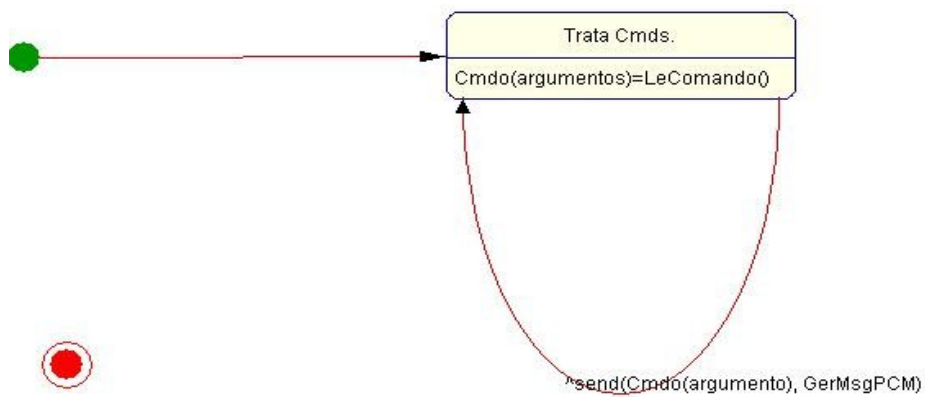 Trata Cmds.
Cmdo(argumentos)=LeComando()
^send(Cmdo(argumento), GerMsgPCM)